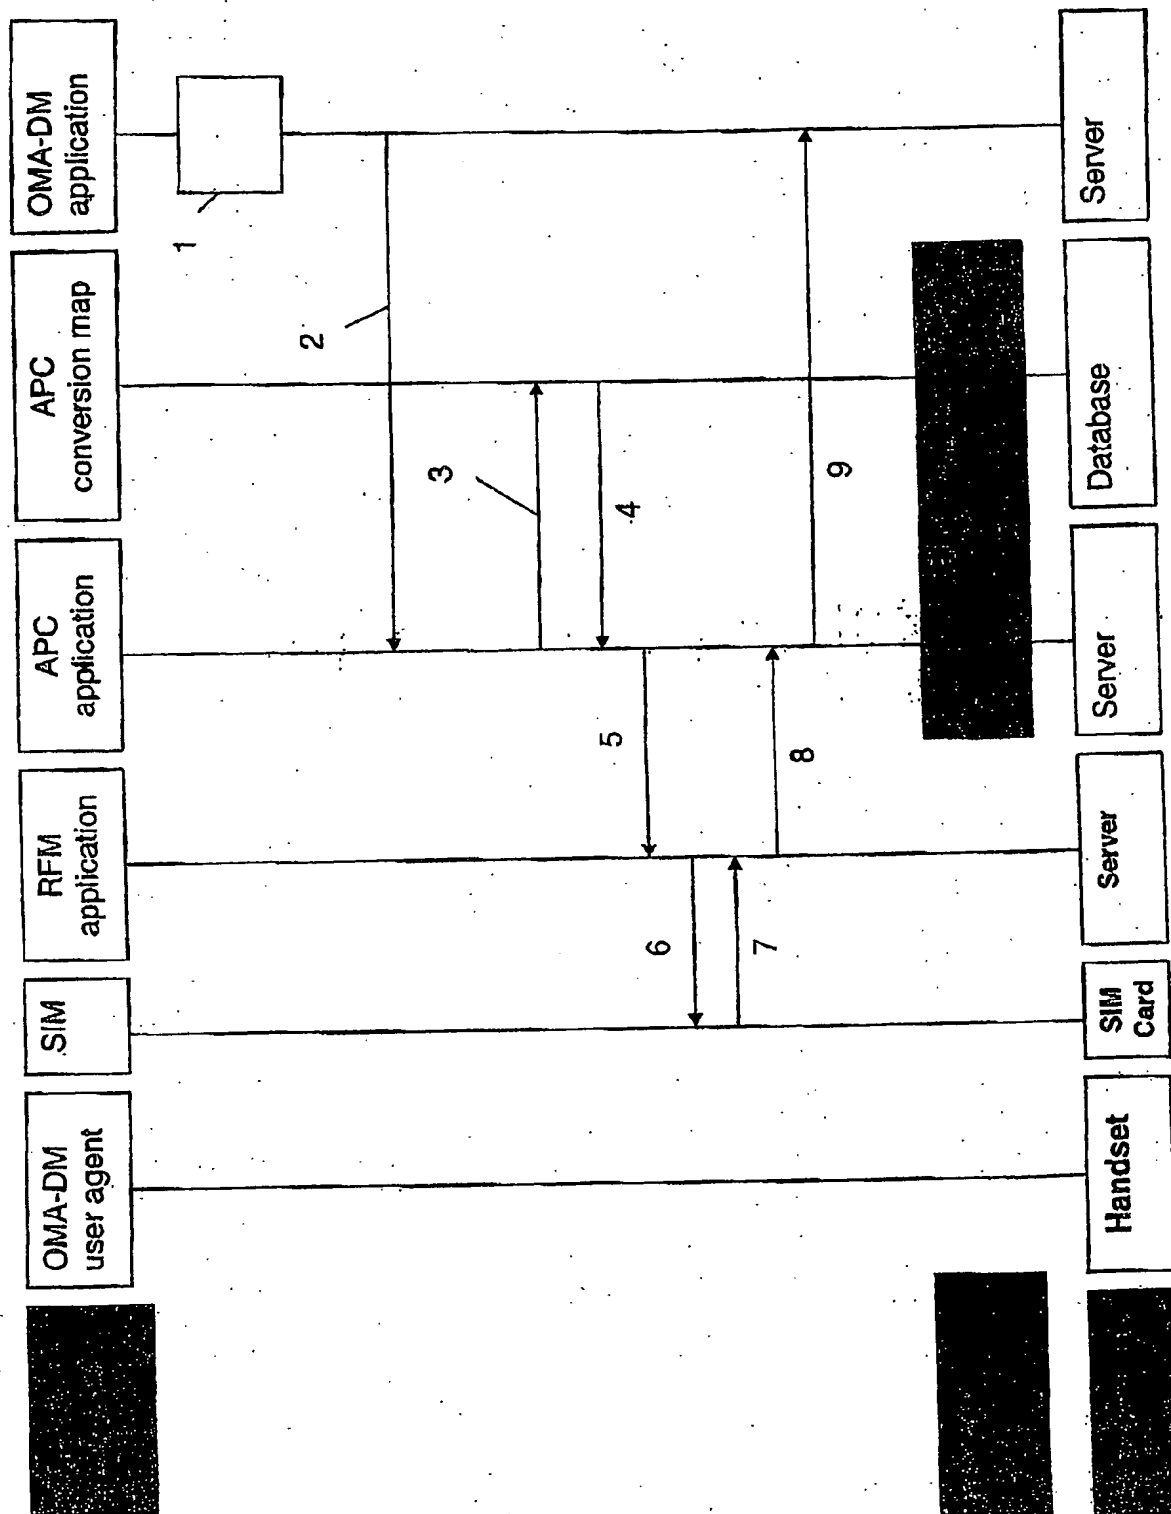 OMA-DM
user agent
SIM
RFM
application
APC
application
APC
conversion map
OMA-DM
application
1
2
3
4
5
6
7
8
9
Handset
SIM
Card
Server
Server
Database
Server